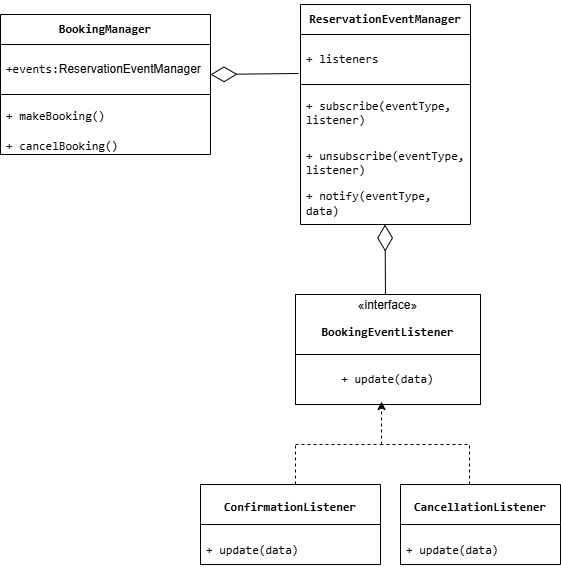 BookingManager
+events:ReservationEventManager
+ makeBooking()
+ cancelBooking()
ReservationEventManager
+ listeners
+ subscribe(eventType,
listener)
+ unsubscribe(eventType,
listener)
+ notify(eventType,
data)
«interface»
BookingEventListener
+ update(data)
ConfirmationListener
+ update(data)
CancellationListener
+ update(data)